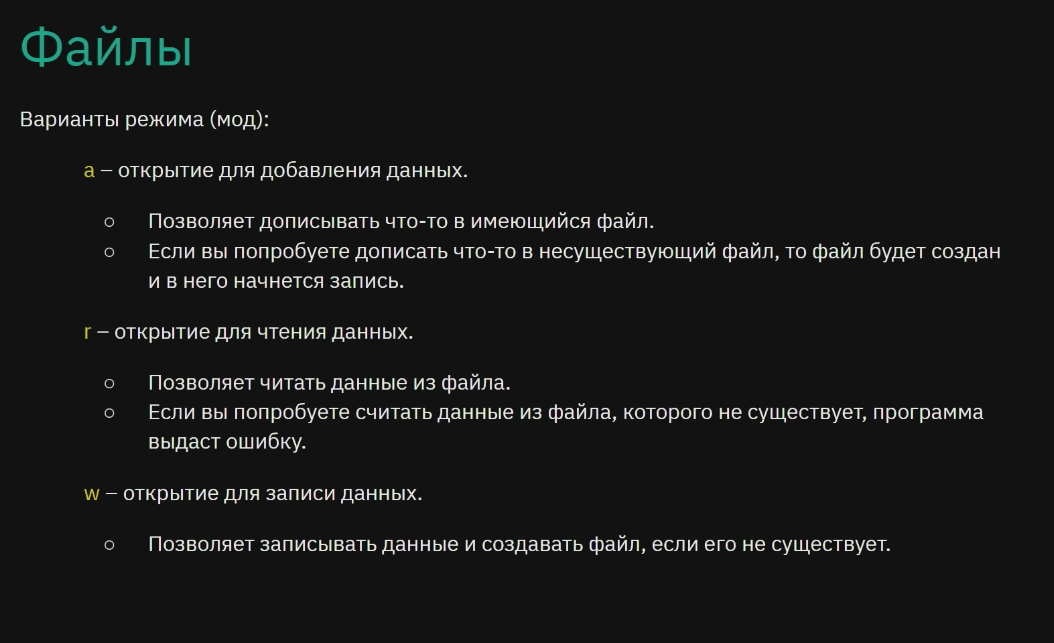 Файлы
Варианты режима (мод):
a – открытие для добавления данных.
○ Позволяет дописывать что-то в имеющийся файл.
○ Если вы попробуете дописать что-то в несуществующий файл, то файл будет создан
и в него начнется запись.
r – открытие для чтения данных.
○ Позволяет читать данные из файла.
○ Если вы попробуете считать данные из файла, которого не существует, программа
выдаст ошибку.
w – открытие для записи данных.
○ Позволяет записывать данные и создавать файл, если его не существует.